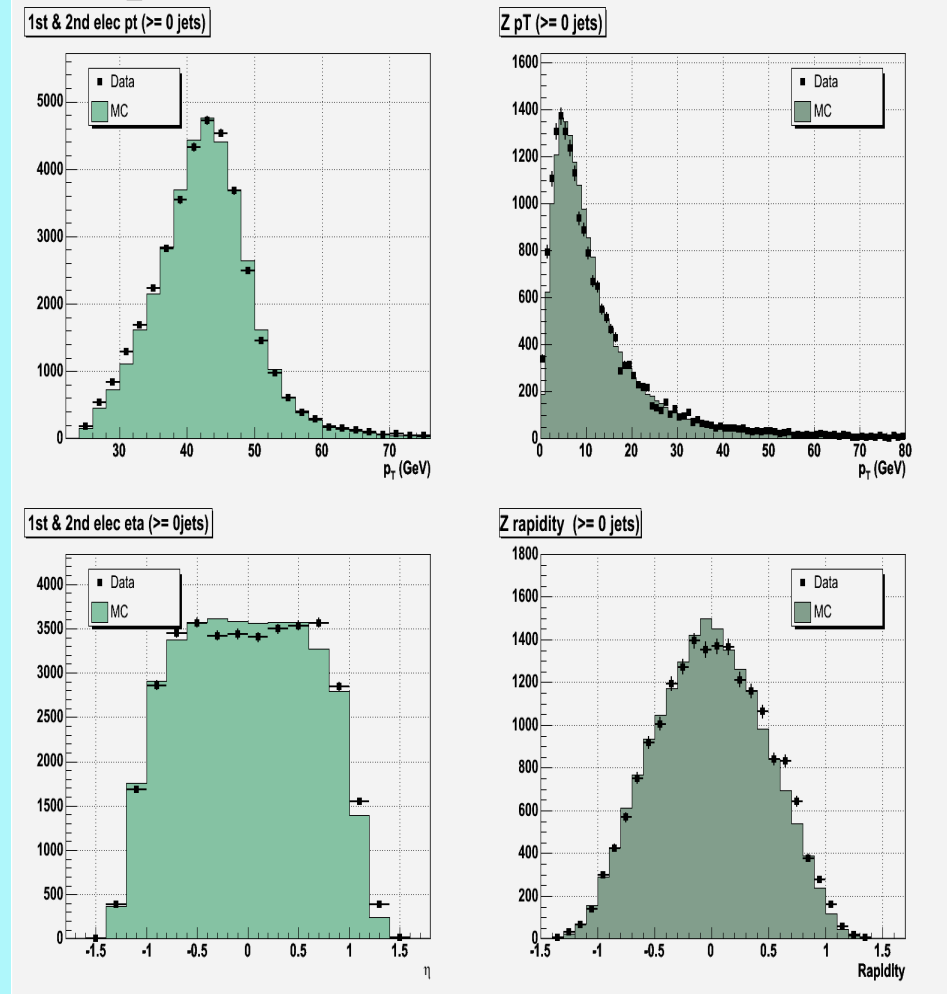 1st & 2nd elec pt (>= 0 jets)
Data
MC
5000
4000
3000
2000
1000
0
30 40 50 60 70
p_T (GeV)
Z pT (>= 0 jets)
Data
MC
1600
1400
1200
1000
800
600
400
200
0
0 10 20 30 40 50 60 70 80
p_T (GeV)
1st & 2nd elec eta (>= 0jets)
Data
MC
4000
3500
3000
2500
2000
1500
1000
500
0
-1.5 -1 -0.5 0 0.5 1 1.5
η
Z rapidity (>= 0 jets)
Data
MC
1800
1600
1400
1200
1000
800
600
400
200
0
-1.5 -1 -0.5 0 0.5 1 1.5
Rapidity